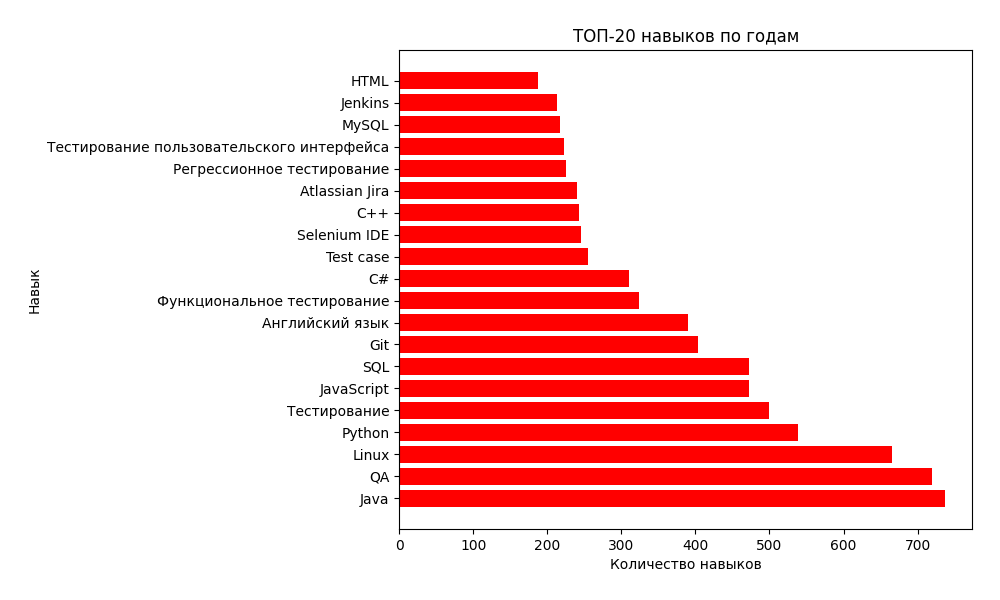 ТОП-20 навыков по годам
HTML
Jenkins
MySQL
Тестирование пользовательского интерфейса
Регрессионное тестирование
Atlassian Jira
C++
Selenium IDE
Test case
C#
Функциональное тестирование
Английский язык
Git
SQL
JavaScript
Тестирование
Python
Linux
QA
Java
Навык
0 100 200 300 400 500 600 700
Количество навыков